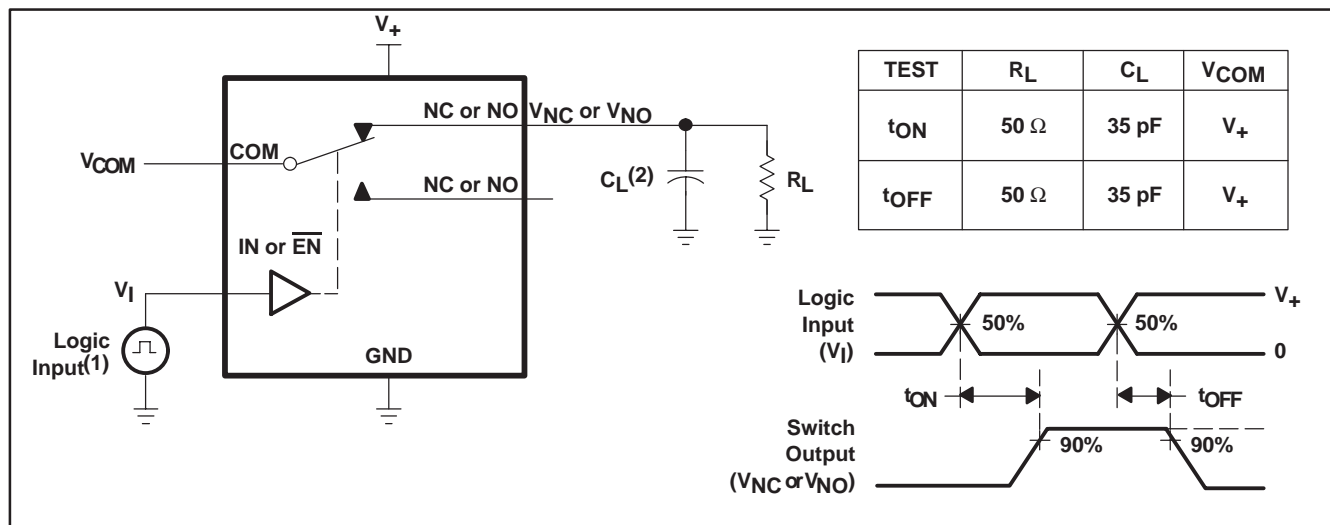 V+
NC or NO VNC or VNO
VCOM COM
NC or NO
CL(2) RL
IN or E̅N̅
VI
Logic
Input(1)
GND
TEST RL CL VCOM
tON 50 Ω 35 pF V+
tOFF 50 Ω 35 pF V+
Logic
Input
(VI)
50% 50%
V+
0
tON tOFF
Switch
Output
(VNC or VNO)
90% 90%